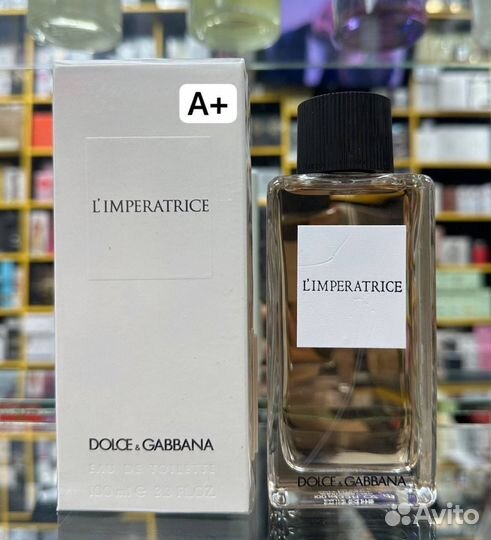 A+
L'IMPERATRICE
DOLCE & GABBANA
EAU DE TOILETTE
100 ml ℮ 3.3 FL.OZ.
L'IMPERATRICE
DOLCE & GABBANA
Avito